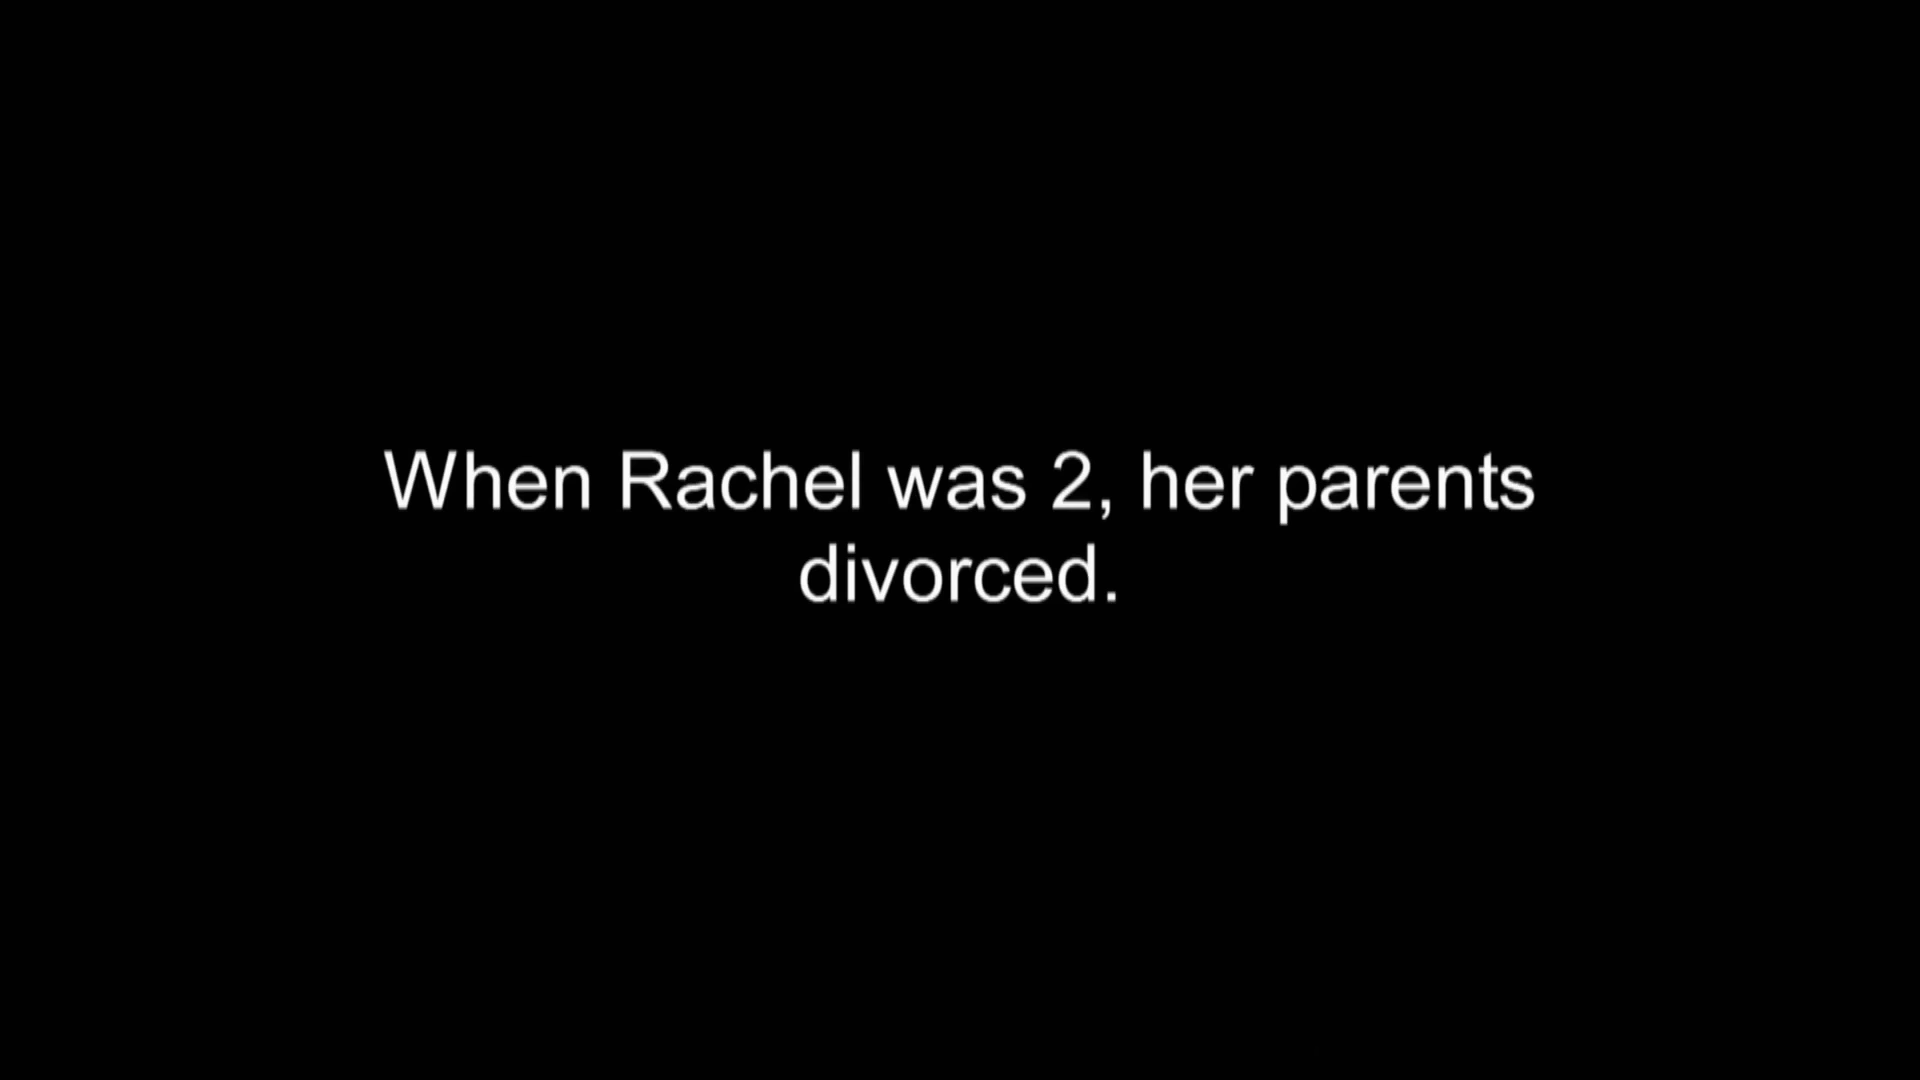 When Rachel was 2, her parents
divorced.